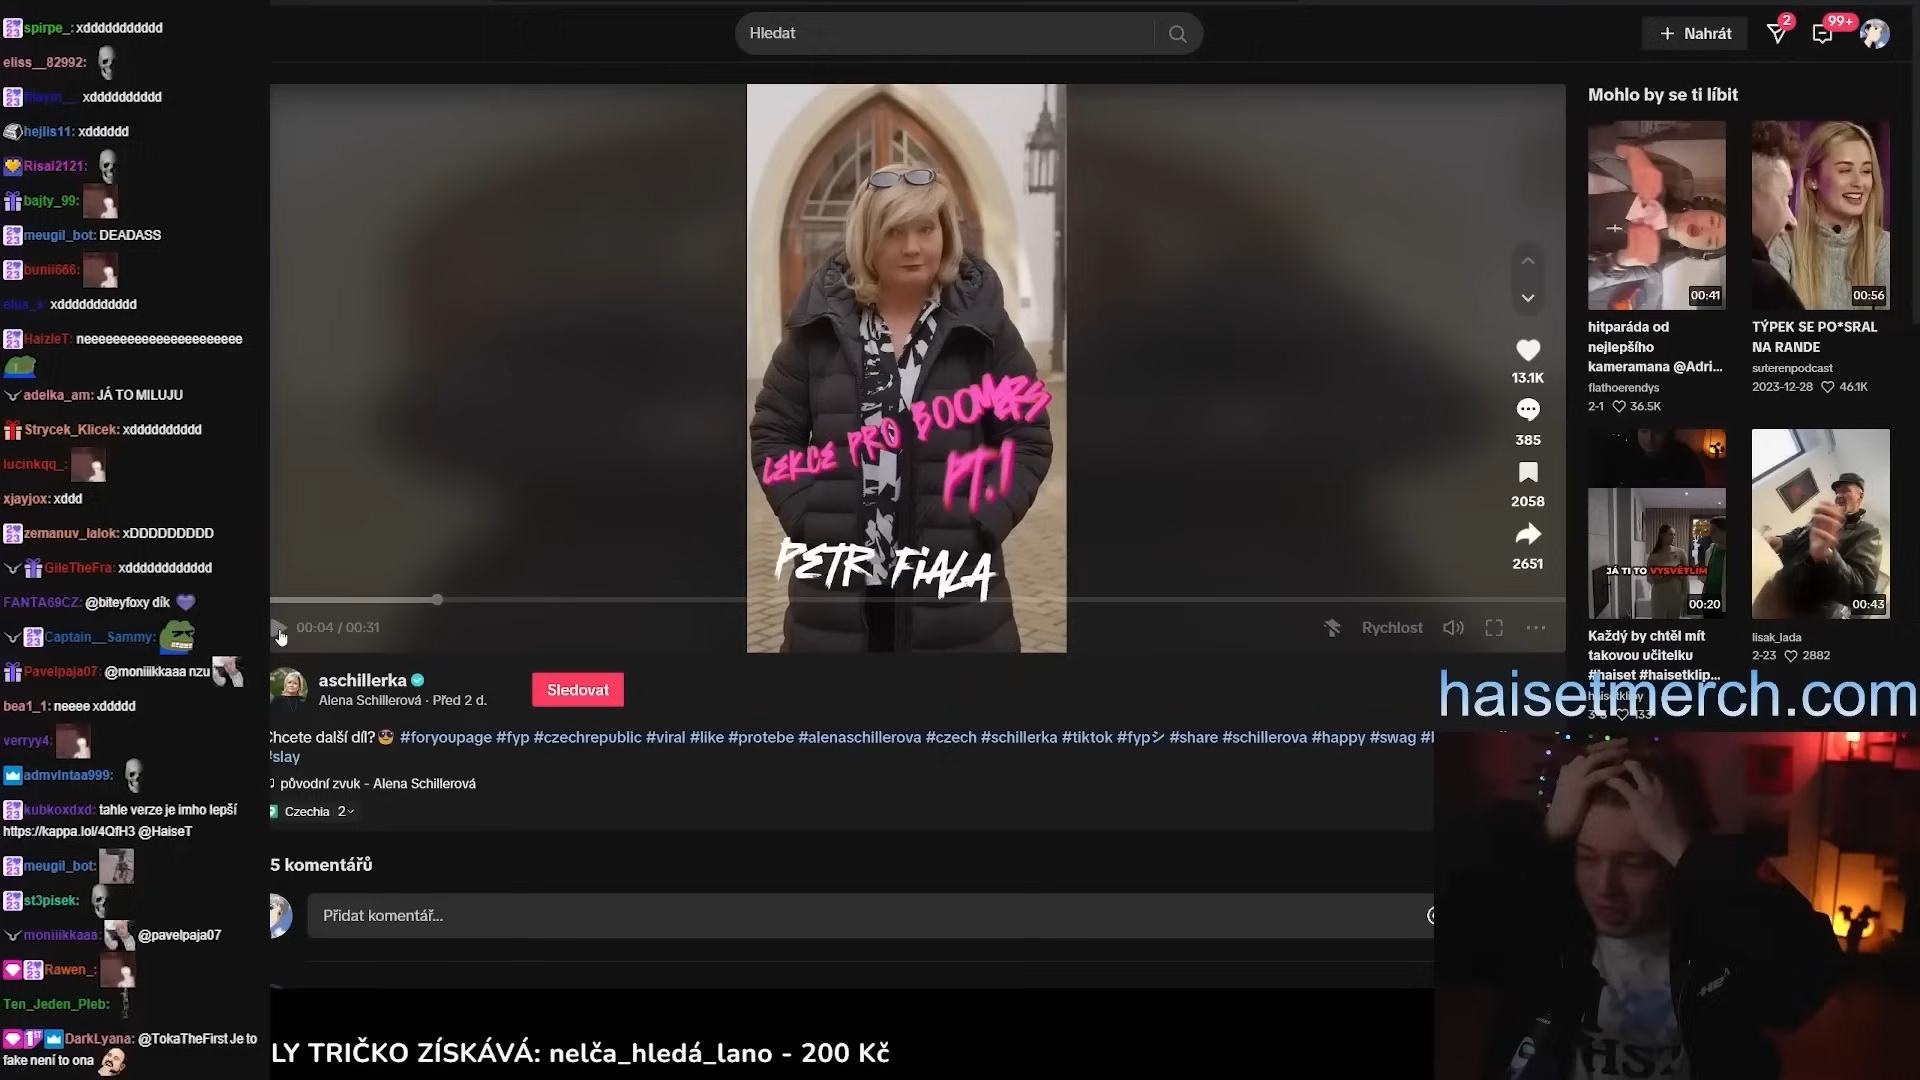 spirpe_: xddddddddddd
eliss__82992:
xdddddddddd
hejlis11: xdddddd
Risal2121:
bajty_99:
meugil_bot: DEADASS
bunii666:
xddddddddddd
HaizleT: neeeeeeeeeeeeeeeeeeeeee
adelka_am: JÁ TO MILUJU
Strycek_Klicek: xdddddddddd
lucinkqq_:
xjayjox: xddd
zemanuv_lalok: xDDDDDDDDD
GileTheFra: xdddddddddddd
FANTA69CZ: @biteyfoxy dík
Captain__Sammy:
Pavelpaja07: @moniiikkaaa nzu
bea1_1: neeee xddddd
verryy4:
admvlntaa999:
kubkoxdxd: tahle verze je imho lepší
https://kappa.lol/4QfH3 @HaiseT
meugil_bot:
st3pisek:
moniiikkaaa: @pavelpaja07
Rawen_:
Ten_Jeden_Pleb:
DarkLyana: @TokaTheFirst Je to
fake není to ona
Hledat
+ Nahrát
2
99+
LEKCE PRO BOOMERS
PT.1
PETR FIALA
13.1K
385
2058
2651
00:04 / 00:31
Rychlost
aschillerka
Alena Schillerová · Před 2 d.
Sledovat
Chcete další díl? #foryoupage #fyp #czechrepublic #viral #like #protebe #alenaschillerova #czech #schillerka #tiktok #fypシ #share #schillerova #happy #swag
#slay
původní zvuk - Alena Schillerová
Czechia 2
5 komentářů
Přidat komentář...
LY TRIČKO ZÍSKÁVÁ: nelča_hledá_lano - 200 Kč
Mohlo by se ti líbit
00:41
hitparáda od
nejlepšího
kameramana @Adri...
flathoerendys
2-1 36.5K
00:56
TÝPEK SE PO*SRAL
NA RANDE
suterenpodcast
2023-12-28 46.1K
JÁ TI TO VYSVĚTLÍM
00:20
Každý by chtěl mít
takovou učitelku
#haiset #haisetklip...
00:43
lisak_lada
2-23 2882
haisetmerch.com